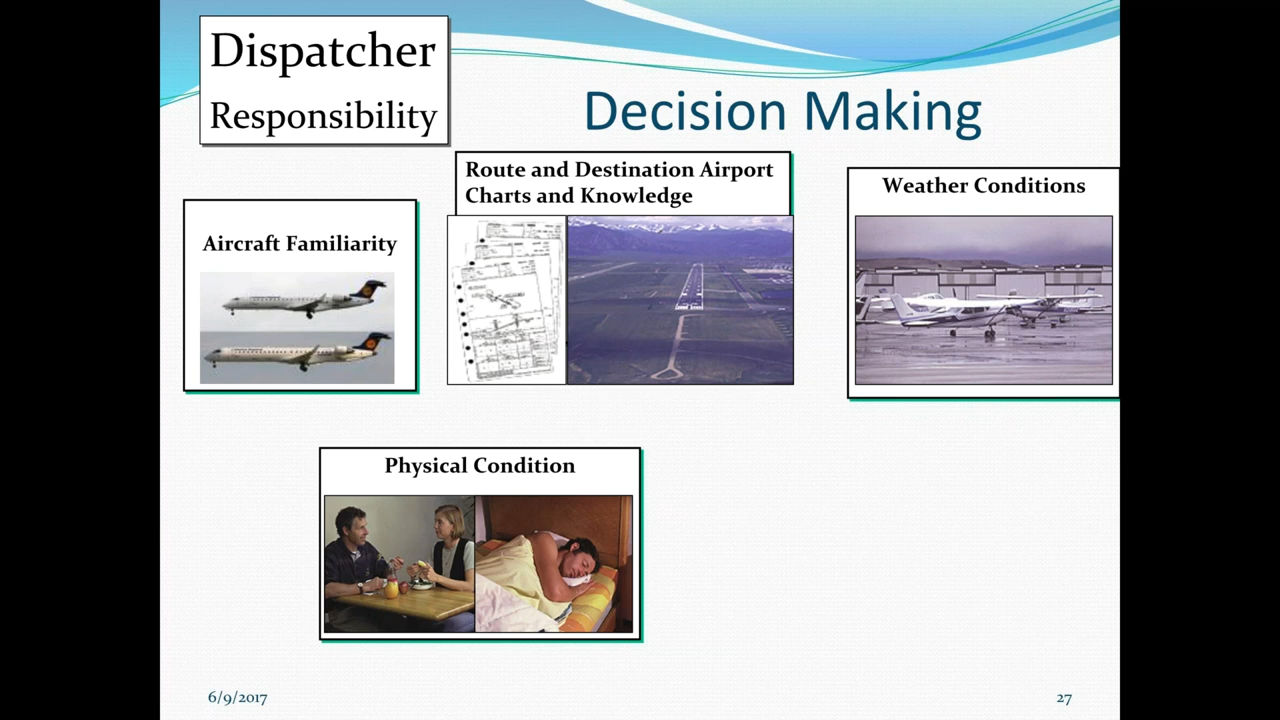 Dispatcher
Responsibility
Decision Making
Route and Destination Airport
Charts and Knowledge
Weather Conditions
Aircraft Familiarity
Physical Condition
6/9/2017
27